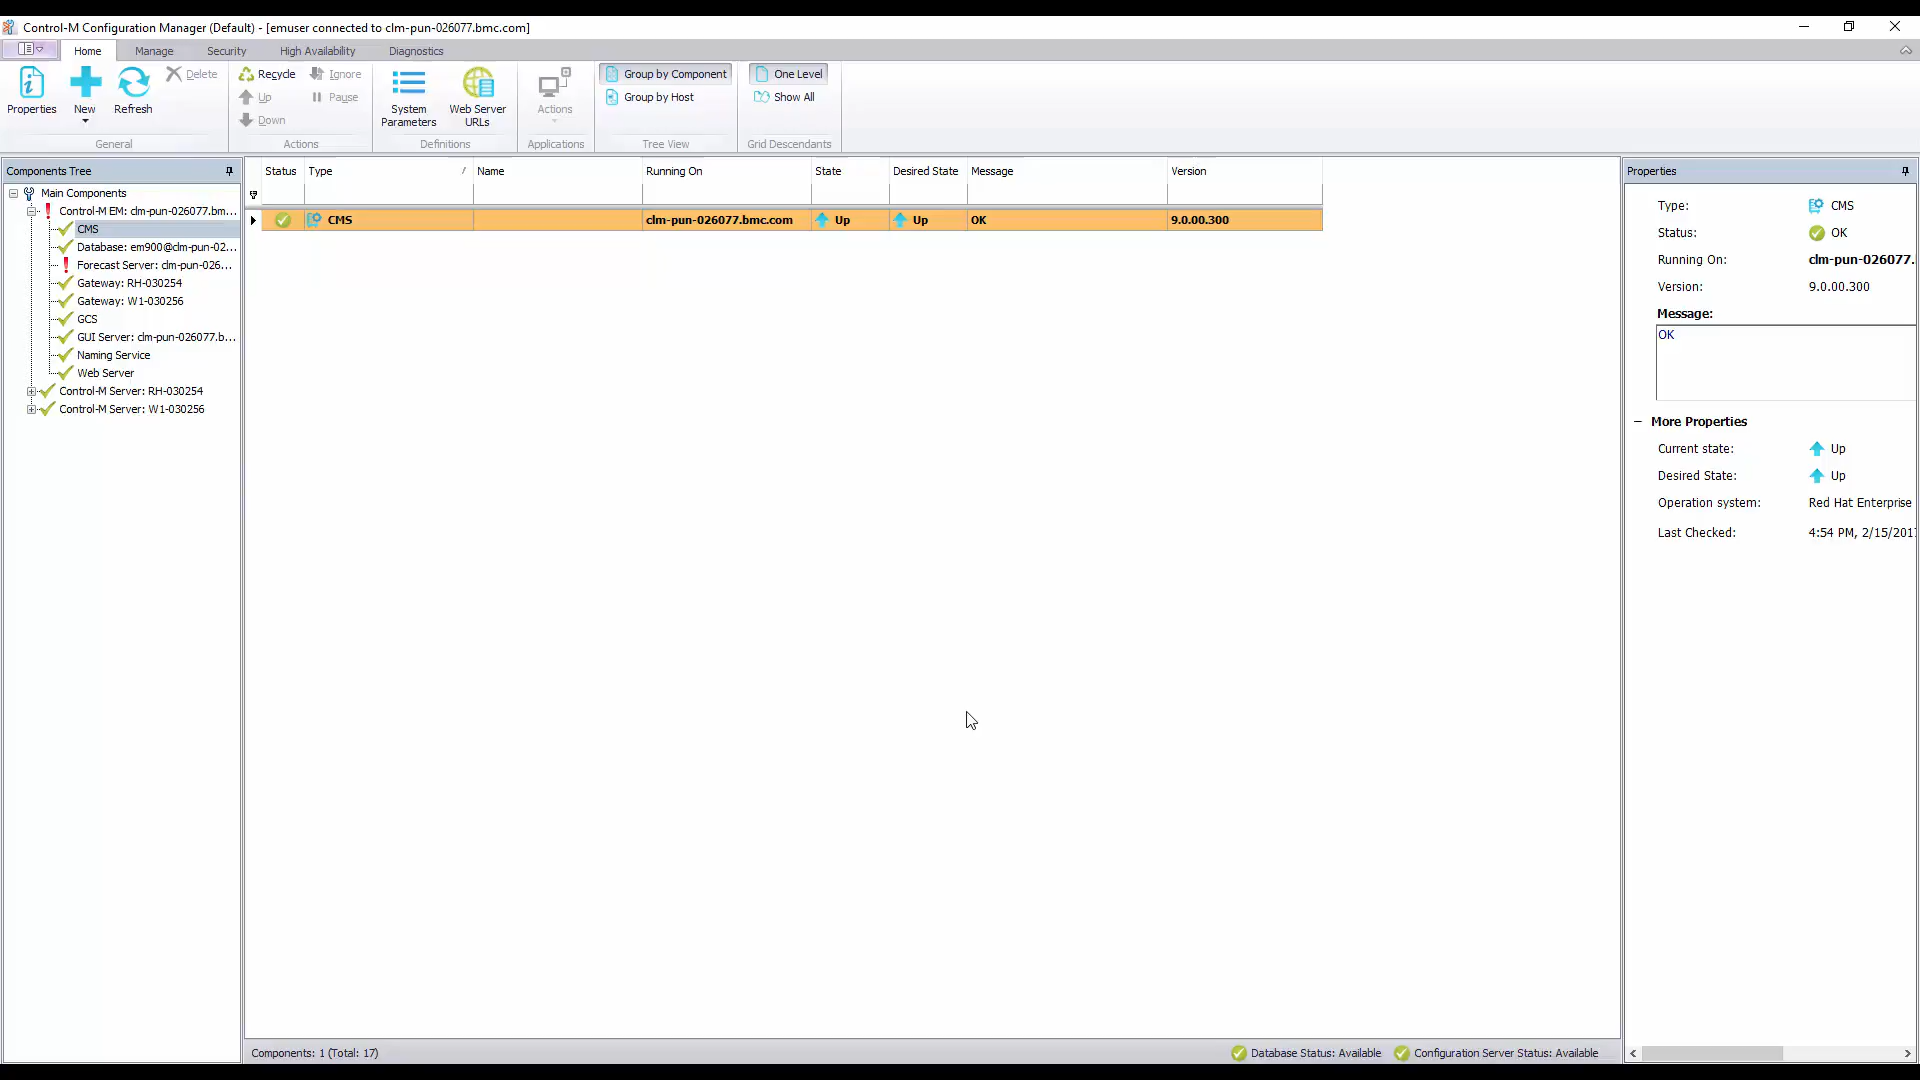 Control-M Configuration Manager (Default) - [emuser connected to clm-pun-026077.bmc.com]
Home Manage Security High Availability Diagnostics
Properties New Refresh Delete
General
Recycle Ignore
Up Pause
Down
Actions
System Parameters Web Server URLs
Definitions
Actions
Applications
Group by Component
Group by Host
Tree View
One Level
Show All
Grid Descendants
Components Tree
Main Components
Control-M EM: clm-pun-026077.bm...
CMS
Database: em900@clm-pun-02...
Forecast Server: clm-pun-026...
Gateway: RH-030254
Gateway: W1-030256
GCS
GUI Server: clm-pun-026077.b...
Naming Service
Web Server
Control-M Server: RH-030254
Control-M Server: W1-030256
Status Type / Name Running On State Desired State Message Version
CMS clm-pun-026077.bmc.com Up Up OK 9.0.00.300
Components: 1 (Total: 17) Database Status: Available Configuration Server Status: Available
Properties
Type: CMS
Status: OK
Running On: clm-pun-026077.
Version: 9.0.00.300
Message:
OK
More Properties
Current state: Up
Desired State: Up
Operation system: Red Hat Enterprise
Last Checked: 4:54 PM, 2/15/201